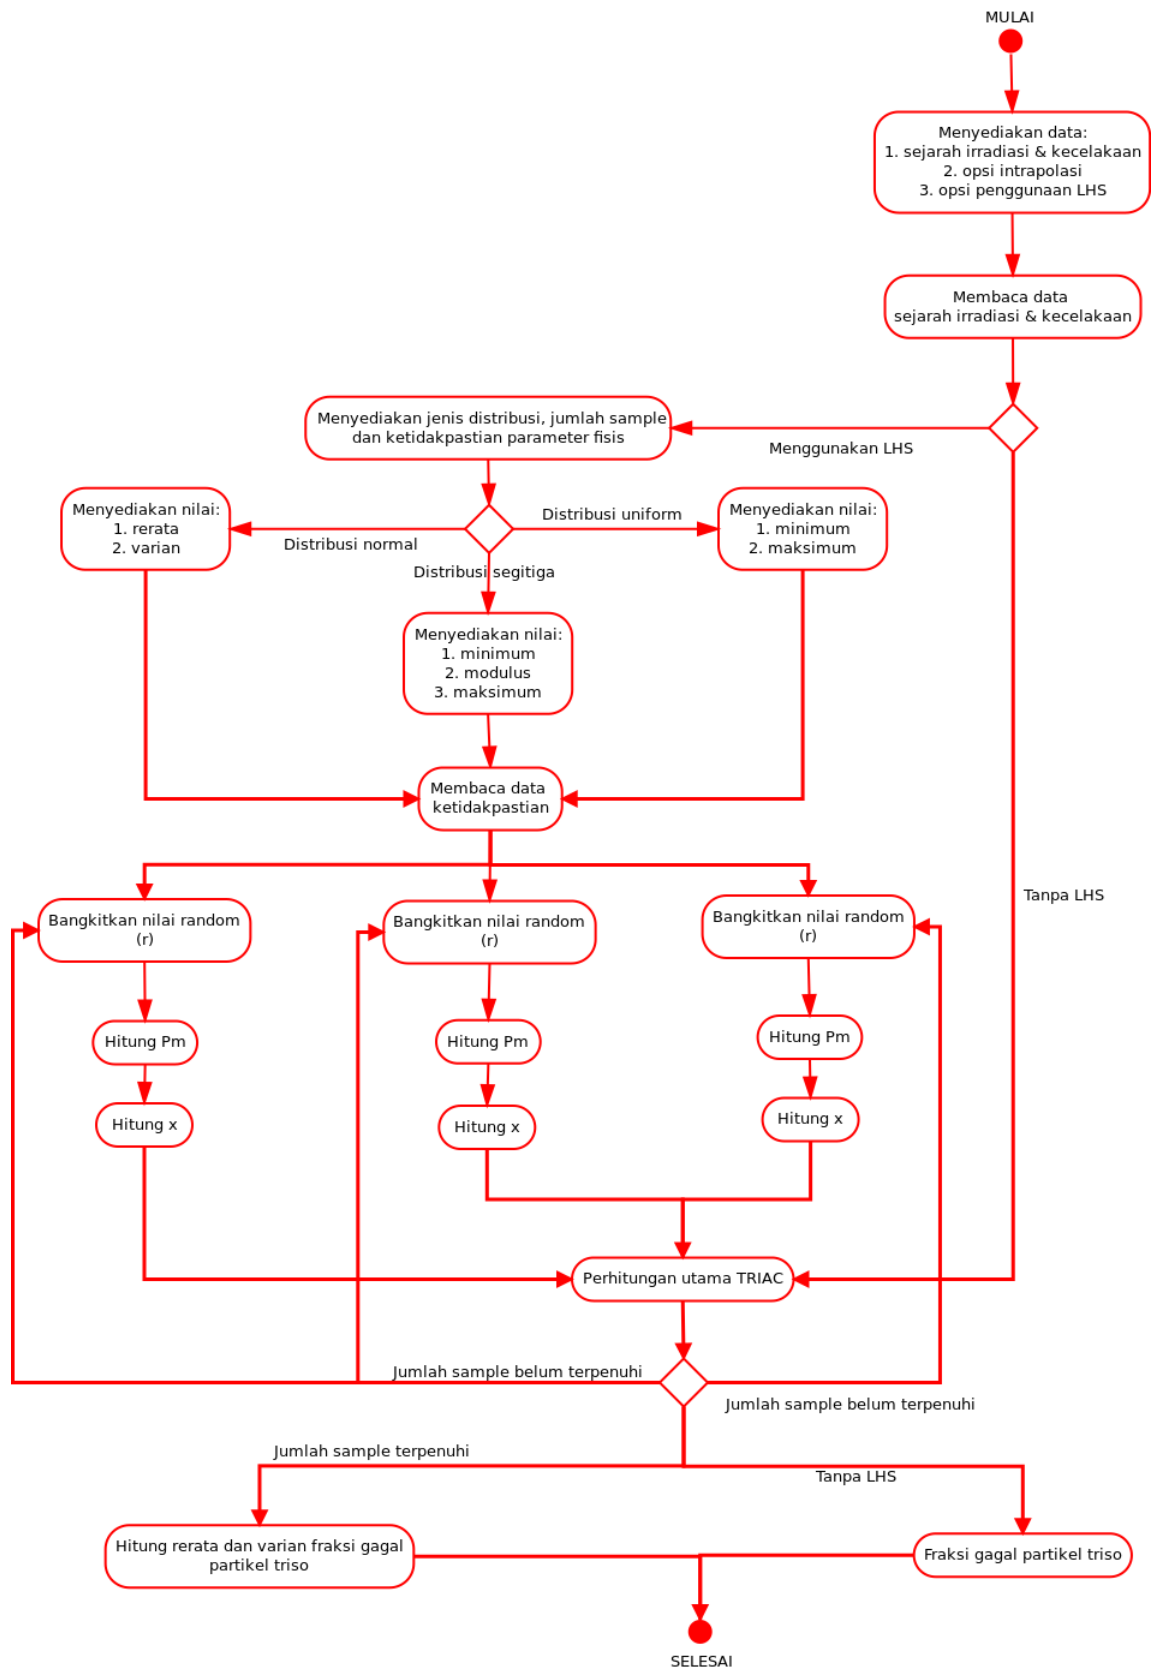 MULAI
Menyediakan data:
1. sejarah irradiasi & kecelakaan
2. opsi intrapolasi
3. opsi penggunaan LHS
Membaca data
sejarah irradiasi & kecelakaan
Menyediakan jenis distribusi, jumlah sample
dan ketidakpastian parameter fisis
Menggunakan LHS
Menyediakan nilai:
1. rerata
2. varian
Distribusi normal
Distribusi uniform
Menyediakan nilai:
1. minimum
2. maksimum
Distribusi segitiga
Menyediakan nilai:
1. minimum
2. modulus
3. maksimum
Membaca data
ketidakpastian
Tanpa LHS
Bangkitkan nilai random
(r)
Bangkitkan nilai random
(r)
Bangkitkan nilai random
(r)
Hitung Pm
Hitung Pm
Hitung Pm
Hitung x
Hitung x
Hitung x
Perhitungan utama TRIAC
Jumlah sample belum terpenuhi
Jumlah sample belum terpenuhi
Jumlah sample terpenuhi
Tanpa LHS
Hitung rerata dan varian fraksi gagal
partikel triso
Fraksi gagal partikel triso
SELESAI